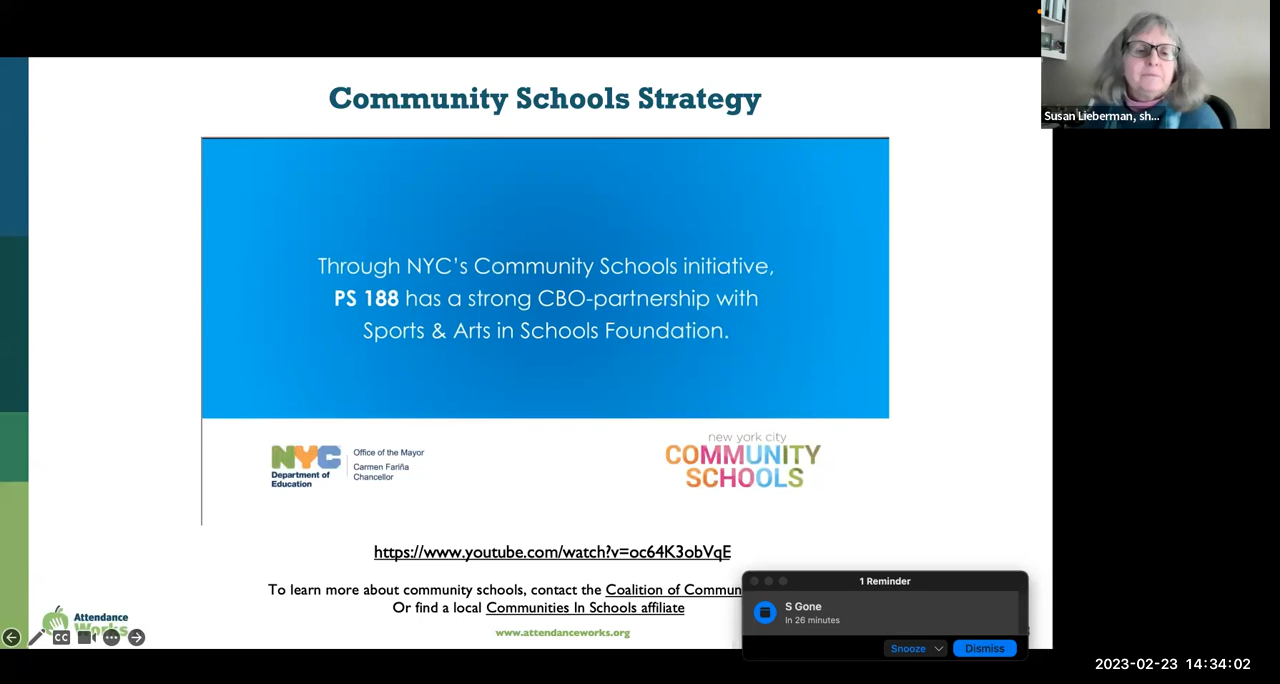 Community Schools Strategy
Susan Lieberman, sh...
Through NYC's Community Schools initiative,
PS 188 has a strong CBO-partnership with
Sports & Arts in Schools Foundation.
NYC
Department of
Education
Office of the Mayor
Carmen Fariña
Chancellor
new york city
COMMUNITY
SCHOOLS
https://www.youtube.com/watch?v=oc64K3obVqE
To learn more about community schools, contact the Coalition of Commun
Or find a local Communities In Schools affiliate
Attendance
Works
www.attendanceworks.org
CC
1 Reminder
S Gone
In 26 minutes
Snooze
Dismiss
2023-02-23 14:34:02